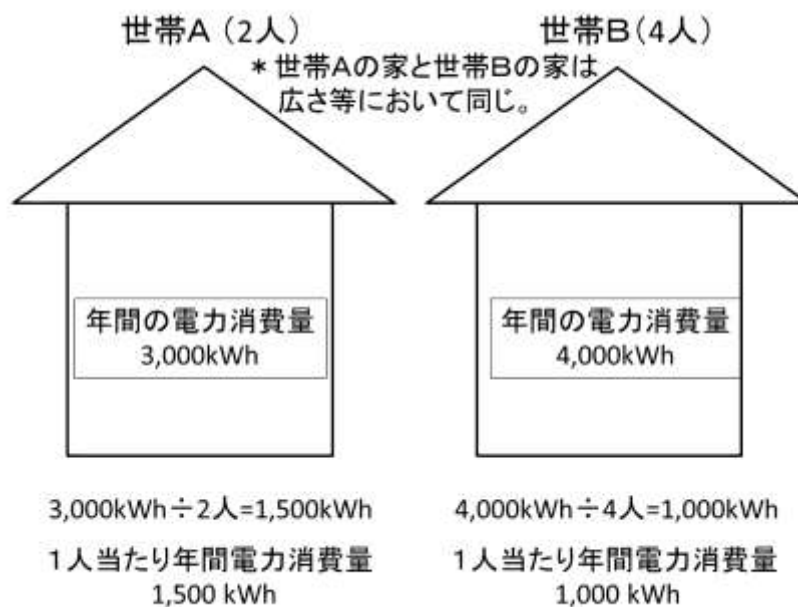 世帯A（2人）
世帯B（4人）
＊世帯Aの家と世帯Bの家は
広さ等において同じ。
年間の電力消費量
3,000kWh
年間の電力消費量
4,000kWh
3,000kWh÷2人=1,500kWh
4,000kWh÷4人=1,000kWh
1人当たり年間電力消費量
1,500 kWh
1人当たり年間電力消費量
1,000 kWh